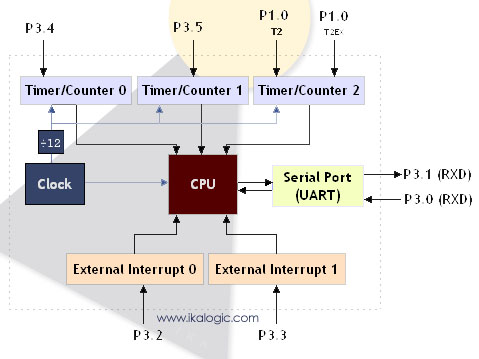 P3.4 P3.5 P1.0 P1.0
T2 T2Ex
Timer/Counter 0 Timer/Counter 1 Timer/Counter 2
÷12
Clock CPU Serial Port P3.1 (RXD)
(UART) P3.0 (RXD)
External Interrupt 0 External Interrupt 1
www.ikalogic.com
P3.2 P3.3